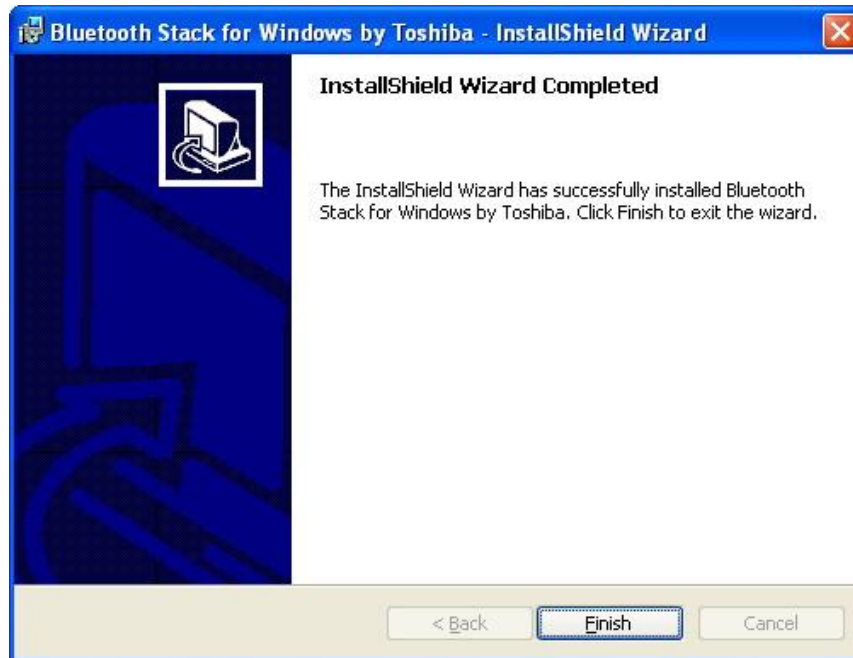 Bluetooth Stack for Windows by Toshiba - InstallShield Wizard
InstallShield Wizard Completed
The InstallShield Wizard has successfully installed Bluetooth
Stack for Windows by Toshiba. Click Finish to exit the wizard.
< Back Finish Cancel